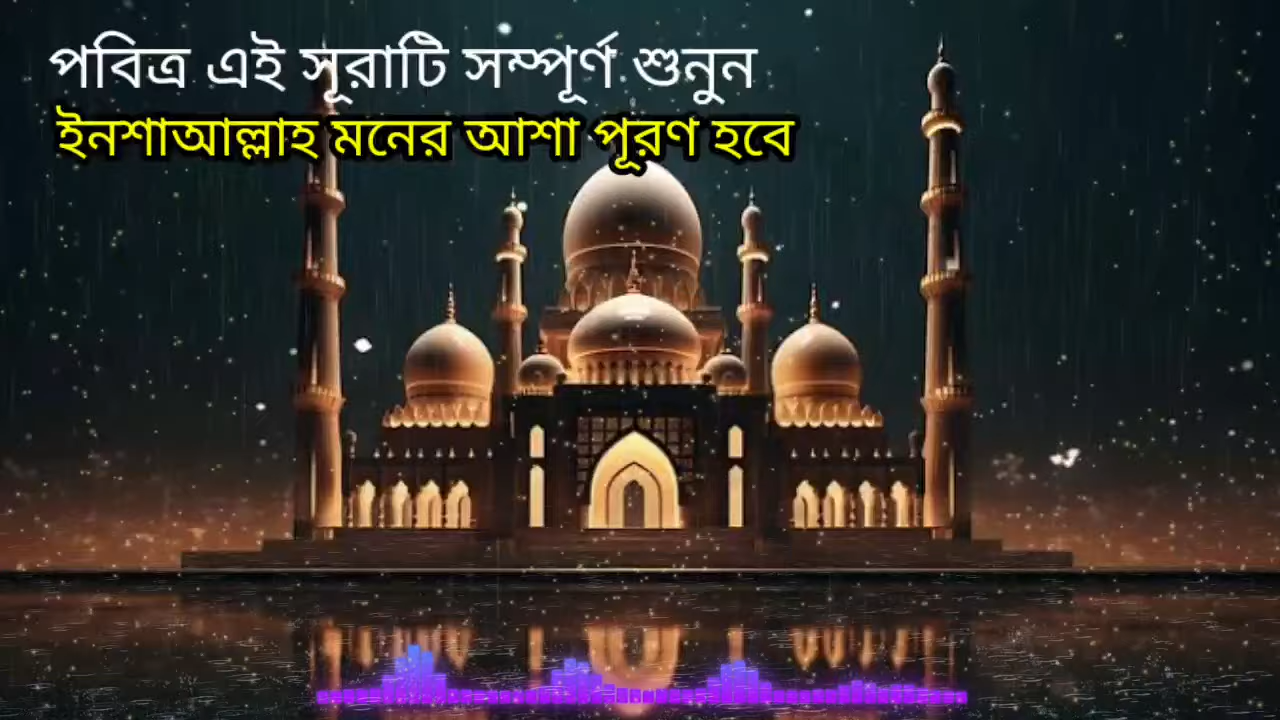 পবিত্র এই সূরাটি সম্পূর্ণ শুনুন
ইনশাআল্লাহ মনের আশা পূরণ হবে